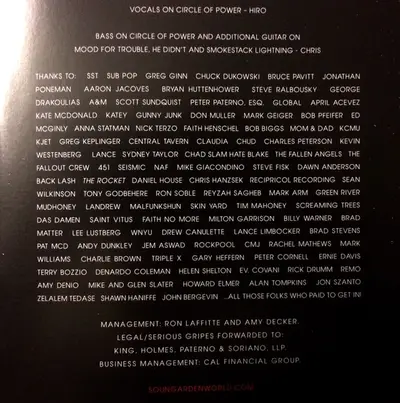 VOCALS ON CIRCLE OF POWER – HIRO
BASS ON CIRCLE OF POWER AND ADDITIONAL GUITAR ON
MOOD FOR TROUBLE, HE DIDN'T AND SMOKESTACK LIGHTNING – CHRIS
THANKS TO: SST SUB POP GREG GINN CHUCK DUKOWSKI BRUCE PAVITT JONATHAN
PONEMAN AARON JACOVES BRYAN HUTTENHOWER STEVE RALBOUSKY GEORGE
DRAKOULIAS A&M SCOTT SUNDQUIST PETER PATERNO, ESQ. GLOBAL APRIL ACEVEZ
KATE MCDONALD KATEY GUNNY JUNK DON MULLER MARK GEIGER BOB PFEIFER ED
MCGINLY ANNA STATMAN NICK TERZO FAITH HENSCHEL BOB BIGGS MOM & DAD KCMU
KJET GREG KEPLINGER CENTRAL TAVERN CLAUDIA CHUD CHARLES PETERSON KEVIN
WESTENBERG LANCE SYDNEY TAYLOR CHAD SLAM HATE BLAKE THE FALLEN ANGELS THE
FALLOUT CREW 451 SEISMIC NAF MIKE GIACONDINO STEVE FISK DAWN ANDERSON
BACK LASH THE ROCKET DANIEL HOUSE CHRIS HANZSEK RECIPRICOL RECORDING SEAN
WILKINSON TONY GODBEHERE RON SOBLE REYZAH SAGHEB MARK ARM GREEN RIVER
MUDHONEY LANDREW MALFUNKSHUN SKIN YARD TIM MAHONEY SCREAMING TREES
DAS DAMEN SAINT VITUS FAITH NO MORE MILTON GARRISON BILLY WARNER BRAD
MATTER LEE LUSTBERG WNYU DREW CANULETTE LANCE LIMBOCKER BRAD STEVENS
PAT MCD ANDY DUNKLEY JEM ASWAD ROCKPOOL CMJ RACHEL MATHEWS MARK
WILLIAMS CHARLIE BROWN TRIPLE X GARY HEFFERN PETER CORNELL ERNIE DAVIS
TERRY BOZZIO DENARDO COLEMAN HELEN SHELTON EV. COVANI RICK DRUMM REMO
AMY DENIO MIKE AND GLEN SLATER HOWARD ELMER ALAN TOMPKINS JON SZANTO
ZELALEM TEDASE SHAWN HANIFFE JOHN BERGEVIN ...ALL THOSE FOLKS WHO PAID TO GET IN!
MANAGEMENT: RON LAFFITTE AND AMY DECKER.
LEGAL/SERIOUS GRIPES FORWARDED TO:
KING, HOLMES, PATERNO & SORIANO, LLP.
BUSINESS MANAGEMENT: CAL FINANCIAL GROUP.
SOUNDGARDENWORLD.COM